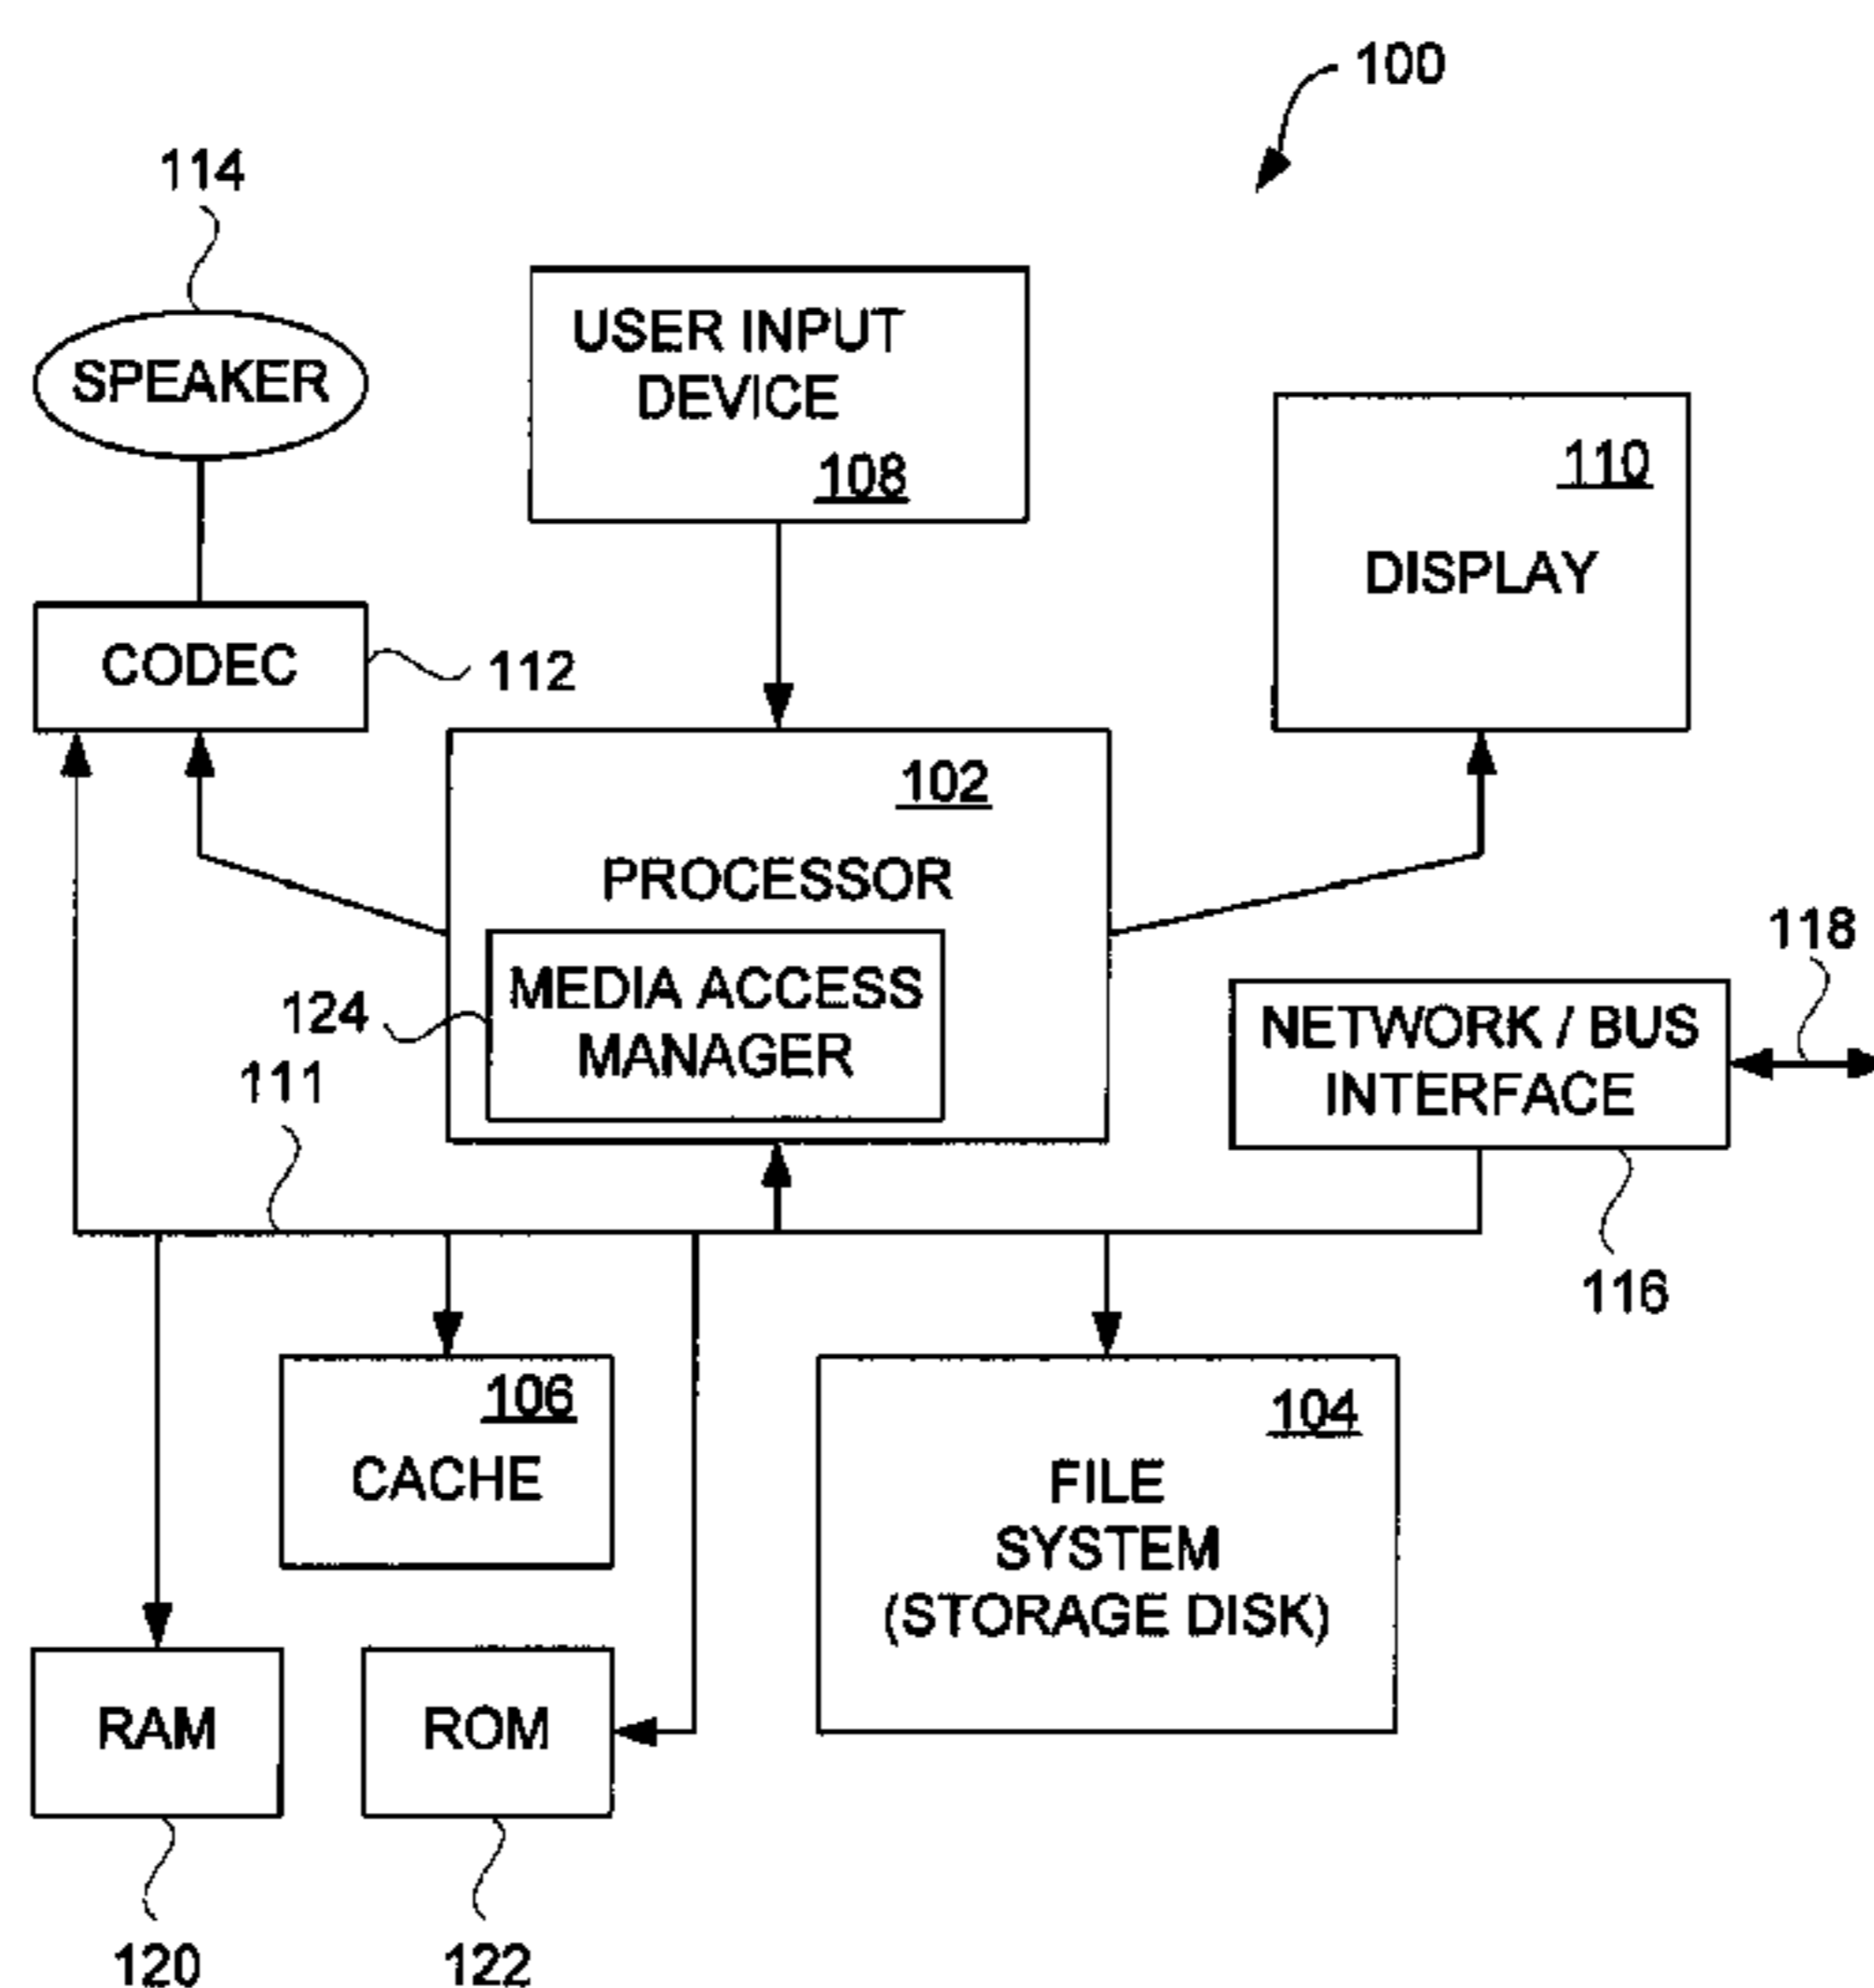 100
114
SPEAKER
USER INPUT
DEVICE
108
110
DISPLAY
CODEC
112
102
PROCESSOR
MEDIA ACCESS
MANAGER
124
111
118
NETWORK / BUS
INTERFACE
116
106
CACHE
104
FILE
SYSTEM
(STORAGE DISK)
RAM
ROM
120
122